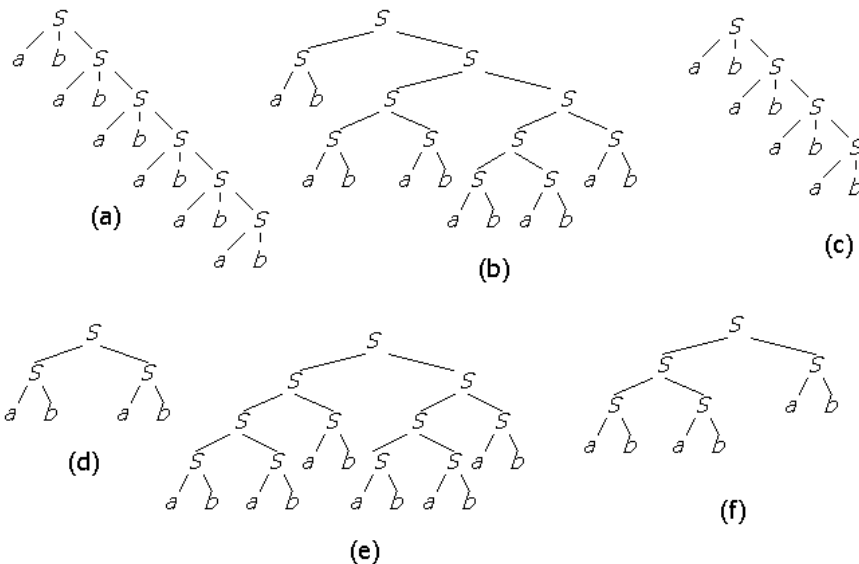 S
a b S
a b S
a b S
a b S
a b S
a b
(a)
S
S S
a b S S
S S S S
a b a b S S a b
a b a b
(b)
S
a b S
a b S
a b S
a b
(c)
S
S S
a b a b
(d)
S
S S
S S S S
S S a b S S a b
a b a b a b a b
(e)
S
S S
S S a b
a b a b
(f)